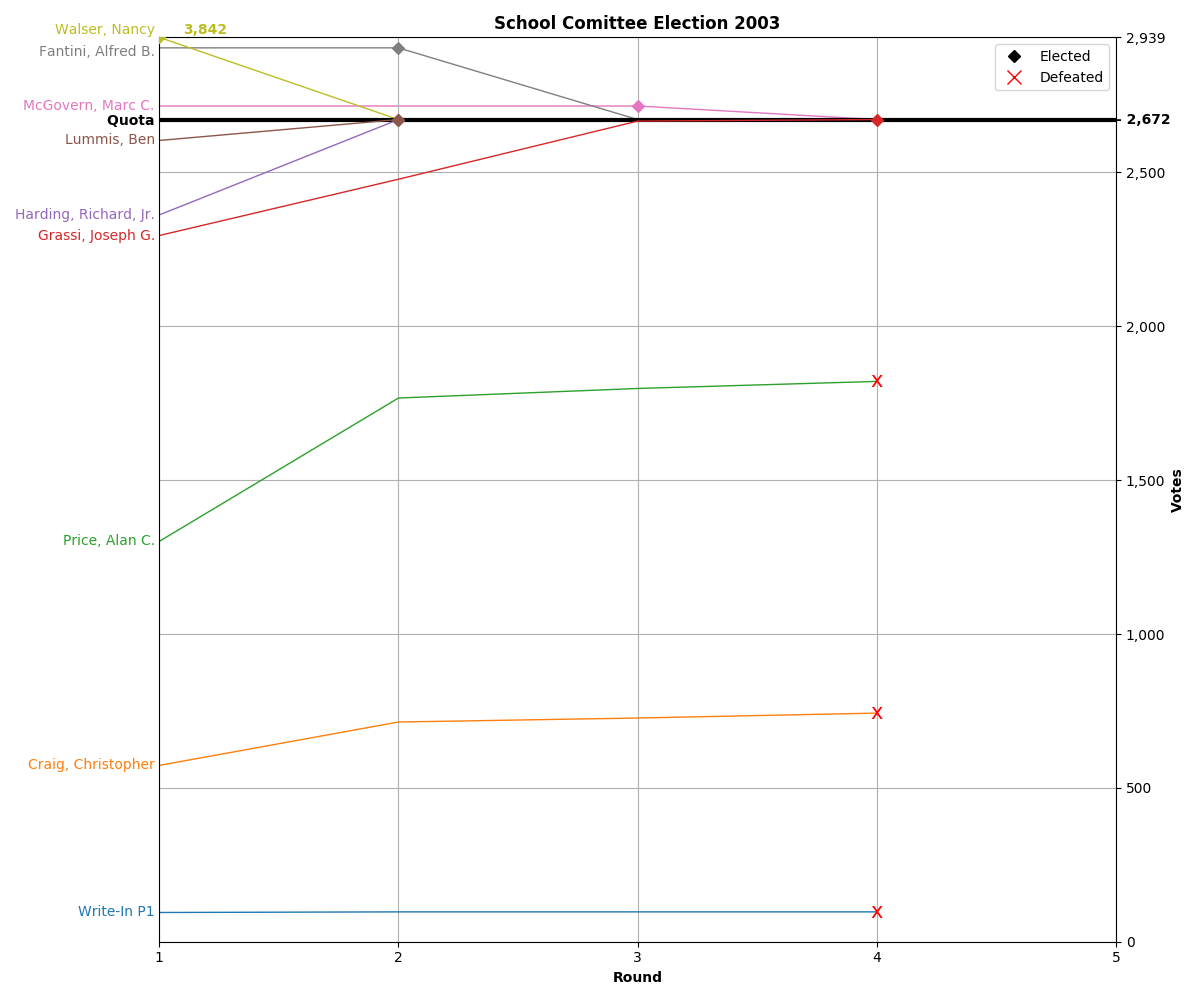 School Comittee Election 2003
Walser, Nancy
3,842
Fantini, Alfred B.
McGovern, Marc C.
Quota
Lummis, Ben
Harding, Richard, Jr.
Grassi, Joseph G.
Price, Alan C.
Craig, Christopher
Write-In P1
Elected
Defeated
2,939
2,672
2,500
2,000
1,500
1,000
500
0
Votes
1 2 3 4 5
Round